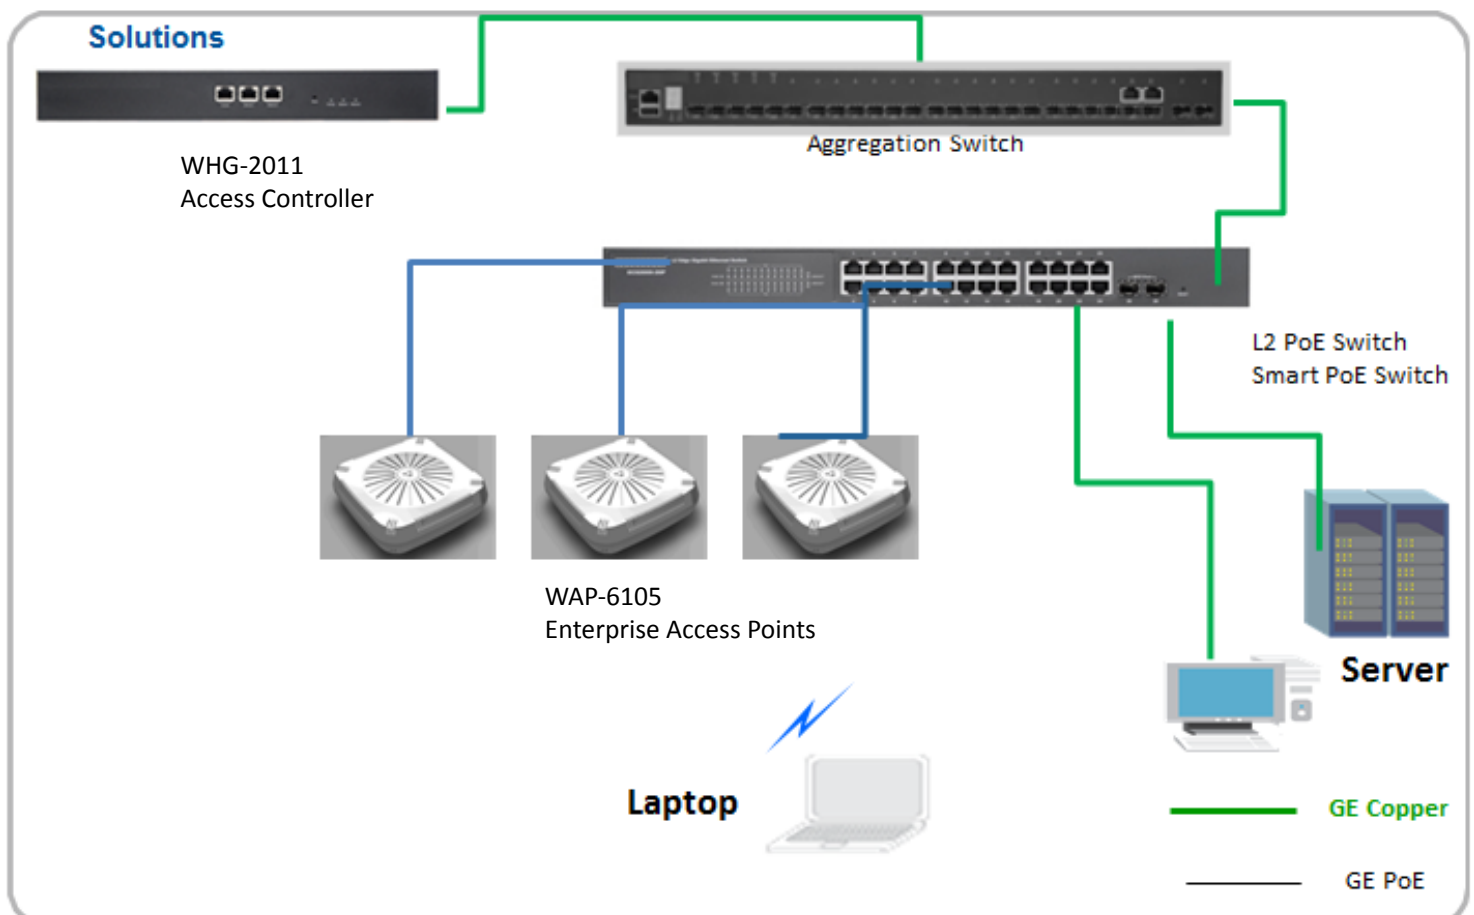 Solutions
WHG-2011
Access Controller
Aggregation Switch
L2 PoE Switch
Smart PoE Switch
WAP-6105
Enterprise Access Points
Server
Laptop
GE Copper
GE PoE